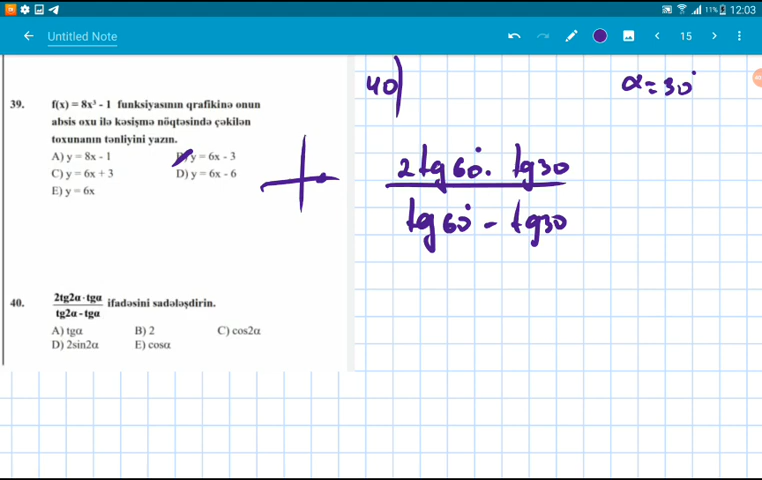 11% 12:03
Untitled Note
15
39. f(x) = 8x³ - 1 funksiyasının qrafikinə onun
absis oxu ilə kəsişmə nöqtəsində çəkilən
toxunanın tənliyini yazın.
A) y = 8x - 1 B) y = 6x - 3
C) y = 6x + 3 D) y = 6x - 6
E) y = 6x
40. 2tg2α · tgα
tg2α - tgα ifadəsini sadələşdirin.
A) tgα B) 2 C) cos2α
D) 2sin2α E) cosα
40)
α = 30°
2tg60° · tg30
tg60° - tg30